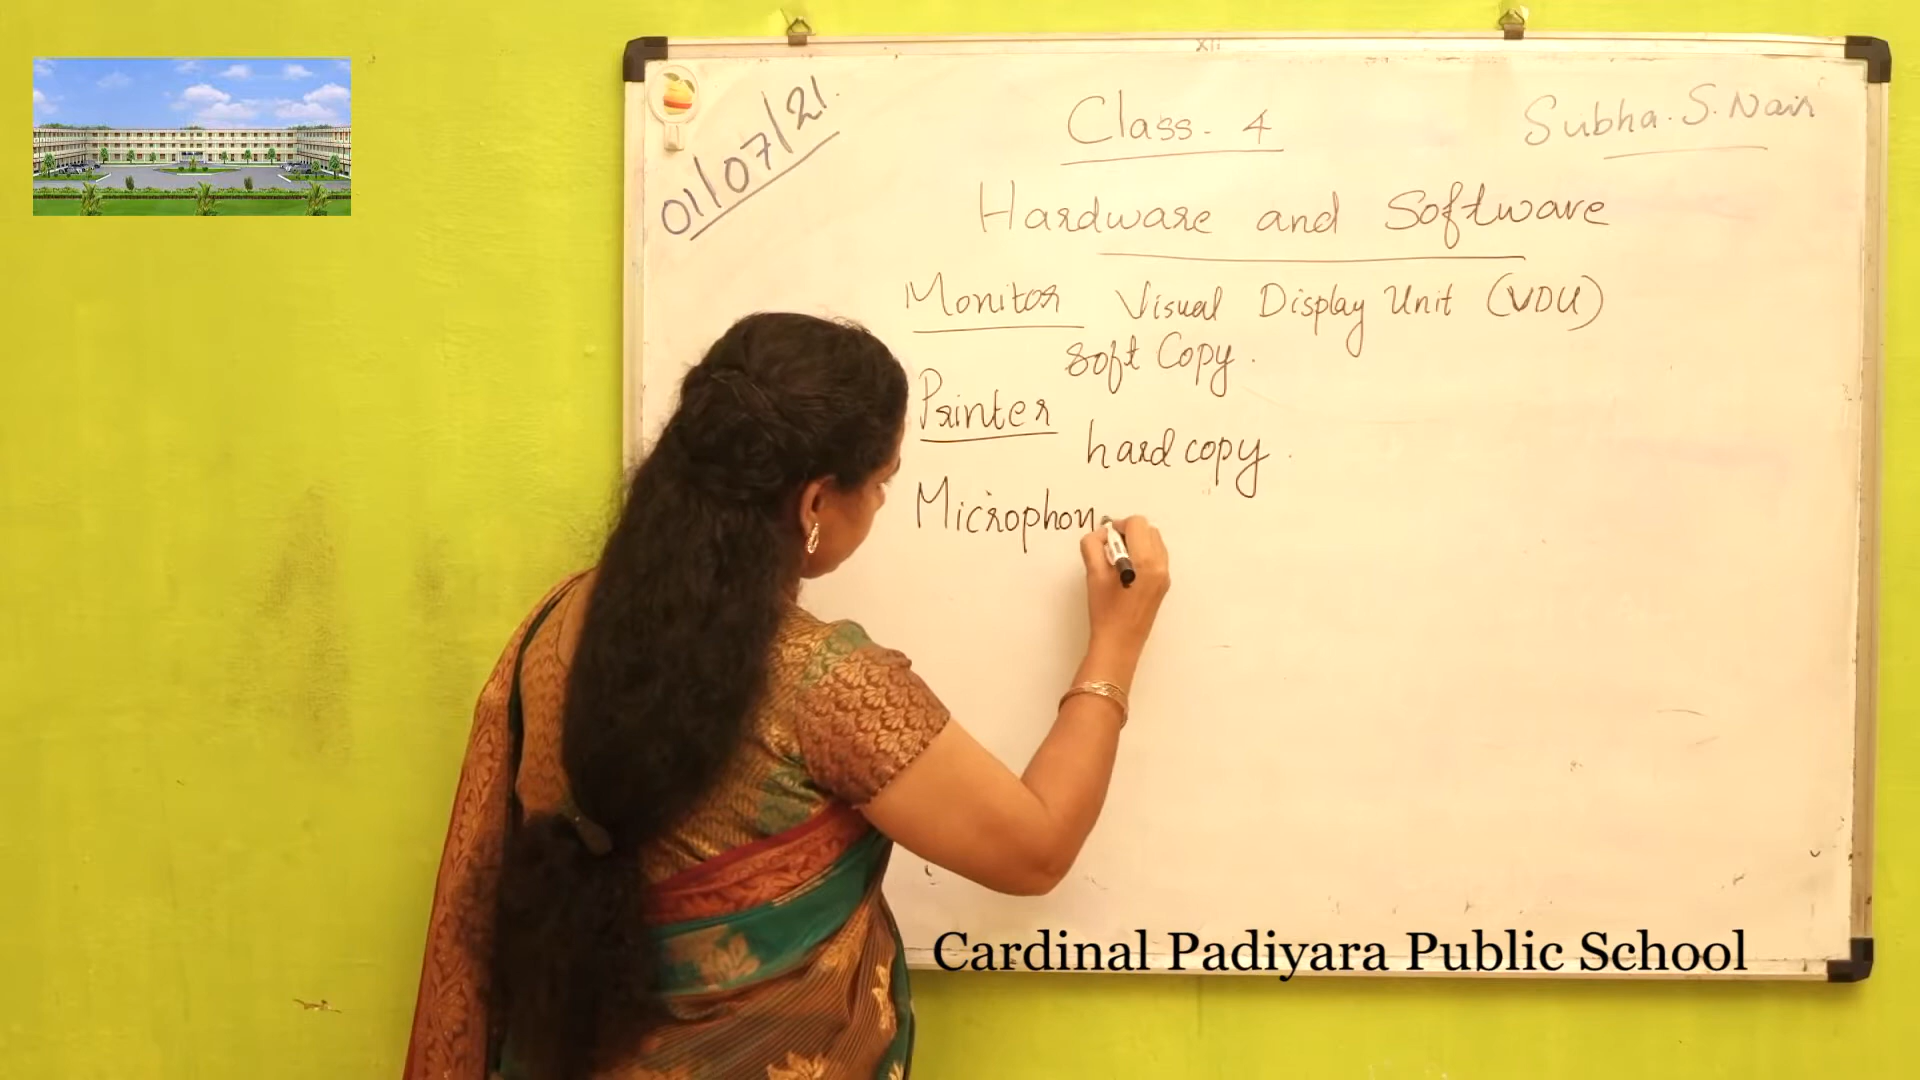 xii
01/07/21.
Class - 4
Subha. S. Nair
Hardware and Software
Monitor Visual Display Unit (VDU)
Soft Copy.
Printer
hard copy.
Microphon
Cardinal Padiyara Public School